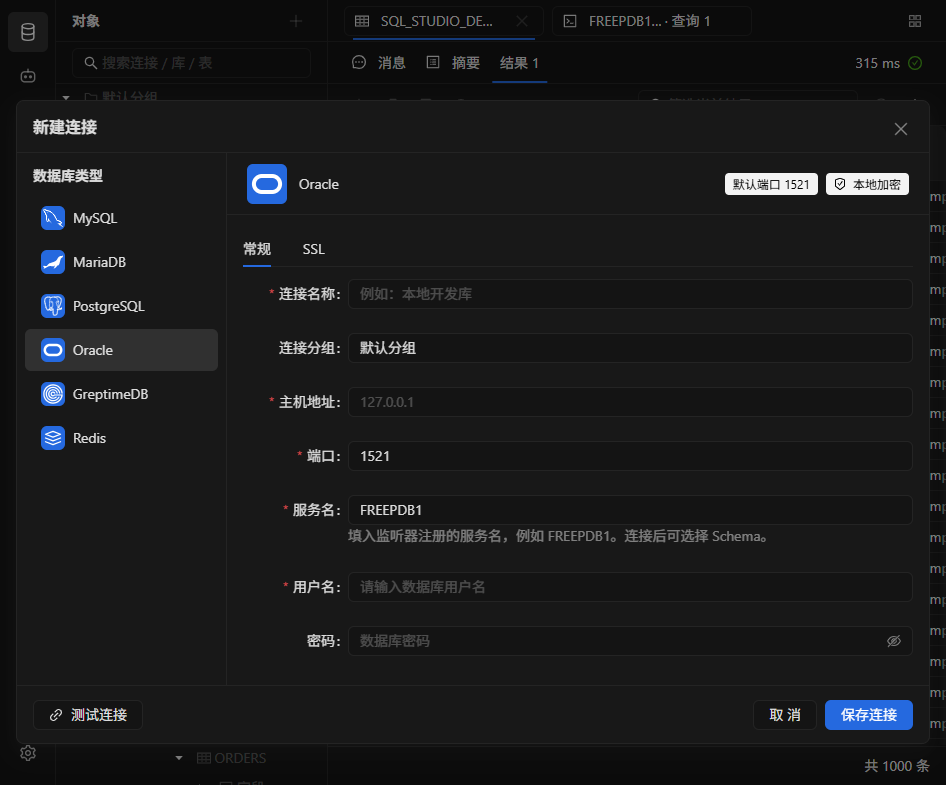 对象
SQL_STUDIO_DE...
FREEPDB1... · 查询 1
搜索连接 / 库 / 表
消息
摘要
结果 1
315 ms
默认分组
新建连接
数据库类型
MySQL
MariaDB
PostgreSQL
Oracle
GreptimeDB
Redis
Oracle
默认端口 1521
本地加密
常规
SSL
* 连接名称:
例如：本地开发库
连接分组:
默认分组
* 主机地址:
127.0.0.1
* 端口:
1521
* 服务名:
FREEPDB1
填入监听器注册的服务名，例如 FREEPDB1。连接后可选择 Schema。
* 用户名:
请输入数据库用户名
密码:
数据库密码
测试连接
取 消
保存连接
ORDERS
共 1000 条